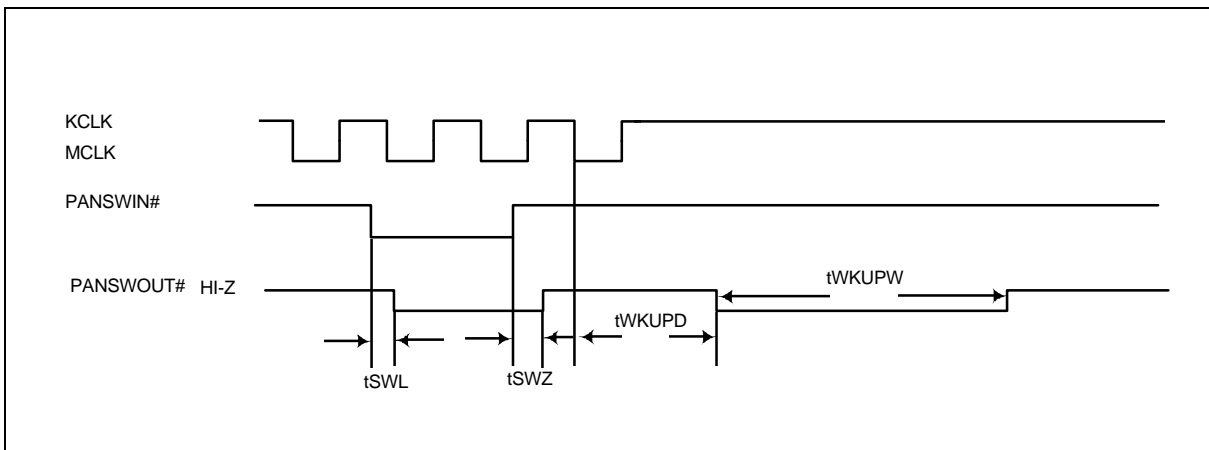 KCLK
MCLK
PANSWIN#
PANSWOUT# HI-Z
tWKUPW
tWKUPD
tSWL
tSWZ